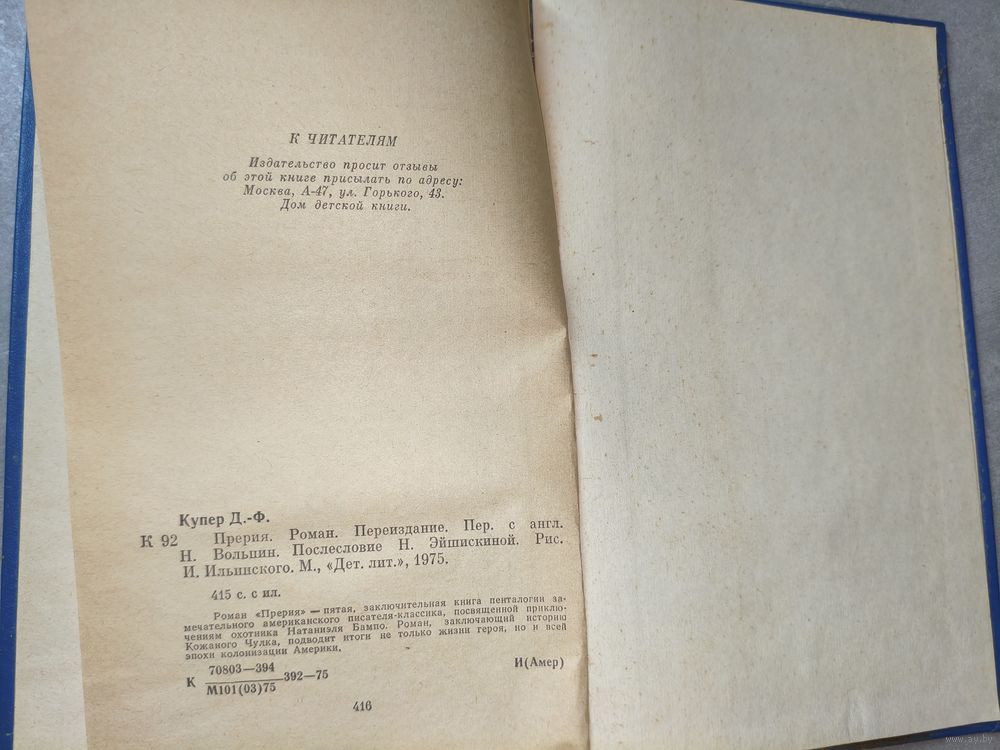 К ЧИТАТЕЛЯМ
Издательство просит отзывы
об этой книге присылать по адресу:
Москва, А-47, ул. Горького, 43.
Дом детской книги.
Купер Д.-Ф.
К 92 Прерия. Роман. Переиздание. Пер. с англ.
Н. Вольпин. Послесловие Н. Эйшискиной. Рис.
И. Ильинского. М., «Дет. лит.», 1975.
415 с. с ил.
Роман «Прерия» — пятая, заключительная книга пенталогии за-
мечательного американского писателя-классика, посвященной приклю-
чениям охотника Натаниэля Бампо. Роман, заключающий историю
Кожаного Чулка, подводит итоги не только жизни героя, но и всей
эпохи колонизации Америки.
70803—394
К 392—75 И(Амер)
М101(03)75
416
www.ay.by